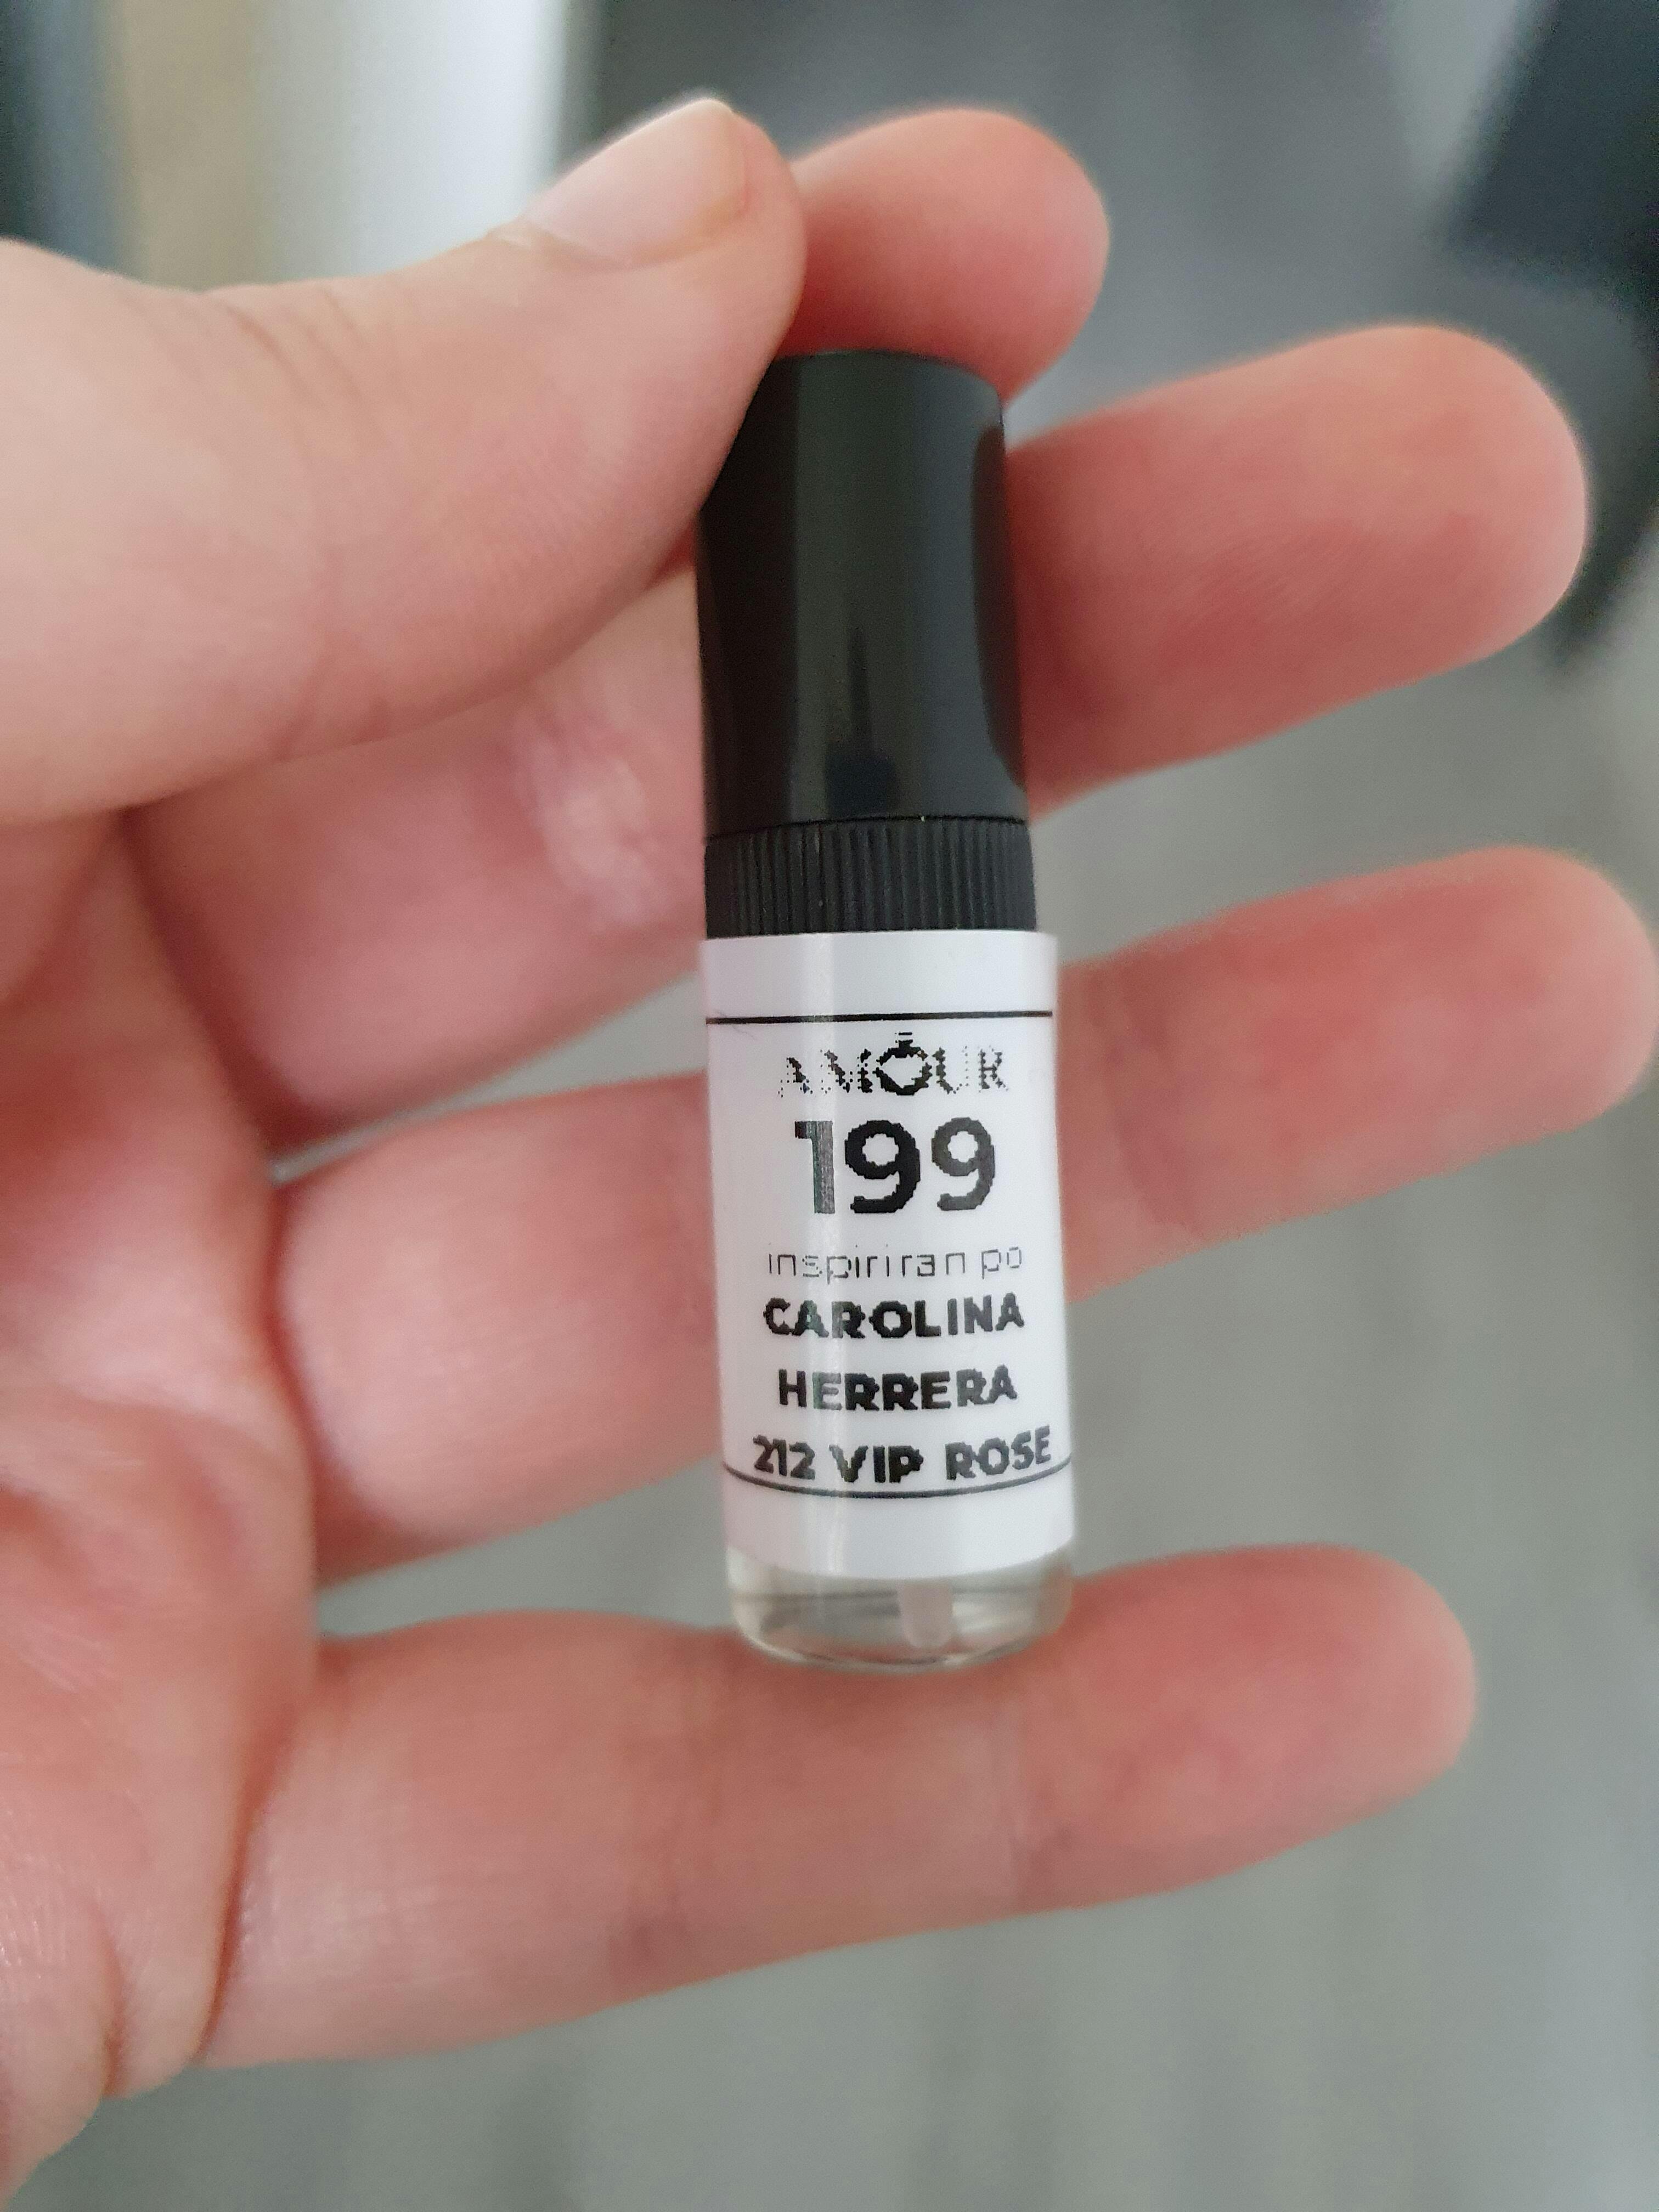 AMOUR
199
inspiriran po
CAROLINA
HERRERA
212 VIP ROSE